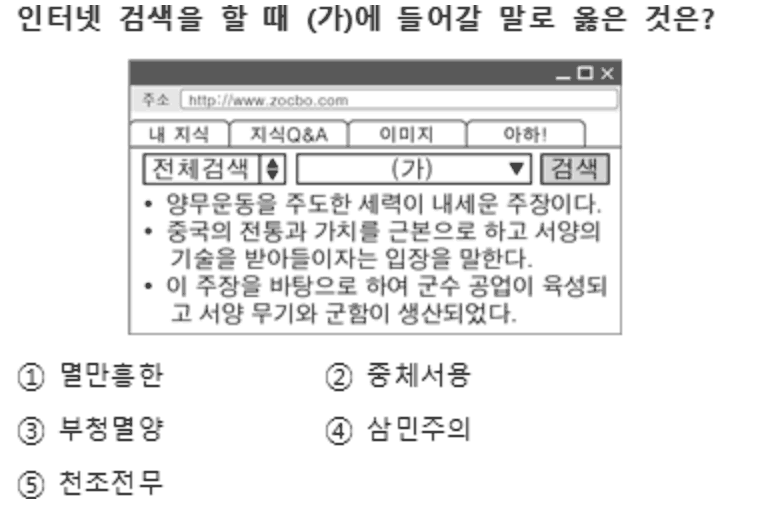 인터넷 검색을 할 때 (가)에 들어갈 말로 옳은 것은?
주소 http://www.zocbo.com
내 지식 지식Q&A 이미지 아하!
전체검색 (가) 검색
• 양무운동을 주도한 세력이 내세운 주장이다.
• 중국의 전통과 가치를 근본으로 하고 서양의
기술을 받아들이자는 입장을 말한다.
• 이 주장을 바탕으로 하여 군수 공업이 육성되
고 서양 무기와 군함이 생산되었다.
① 멸만흥한 ② 중체서용
③ 부청멸양 ④ 삼민주의
⑤ 천조전무